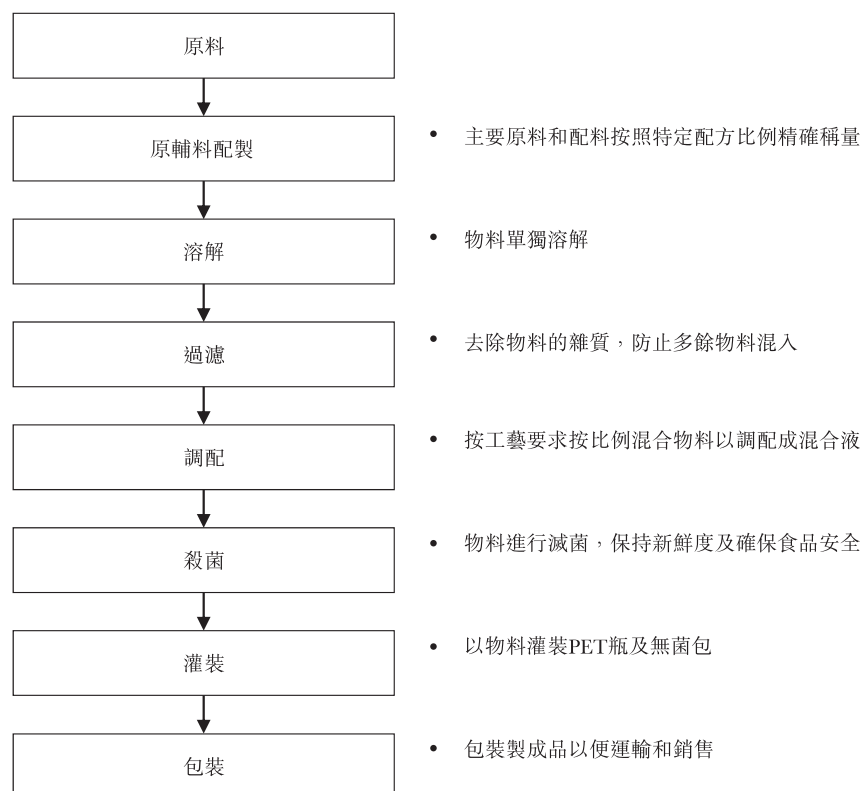 原料
原輔料配製
• 主要原料和配料按照特定配方比例精確稱量
溶解
• 物料單獨溶解
過濾
• 去除物料的雜質，防止多餘物料混入
調配
• 按工藝要求按比例混合物料以調配成混合液
殺菌
• 物料進行滅菌，保持新鮮度及確保食品安全
灌裝
• 以物料灌裝PET瓶及無菌包
包裝
• 包裝製成品以便運輸和銷售